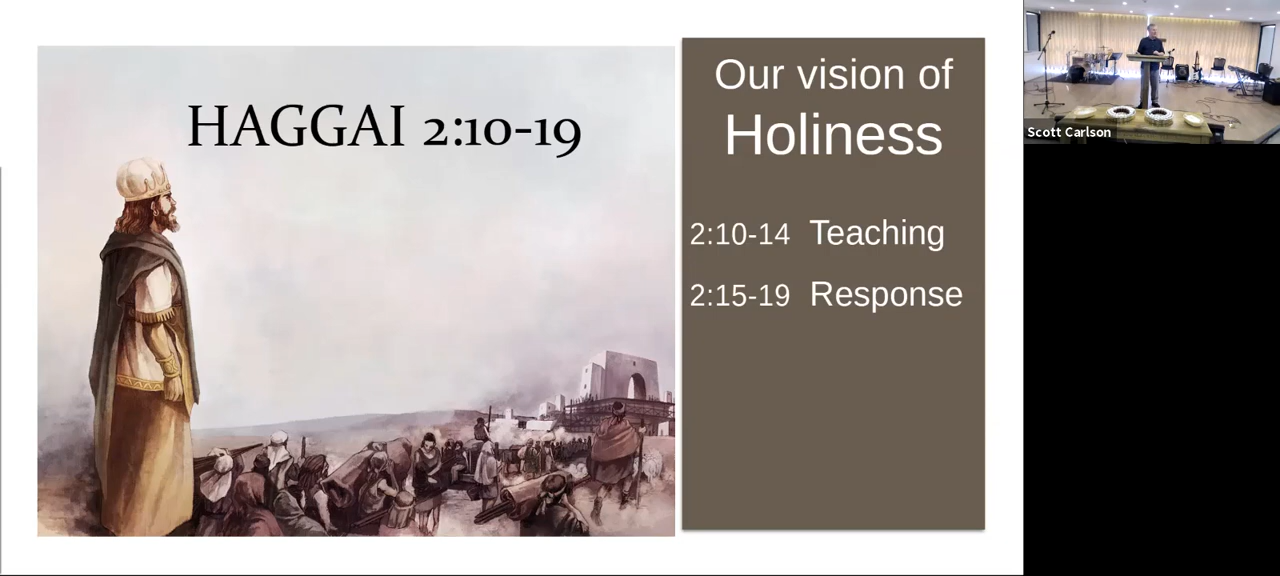 HAGGAI 2:10-19
Our vision of
Holiness
2:10-14 Teaching
2:15-19 Response
Scott Carlson